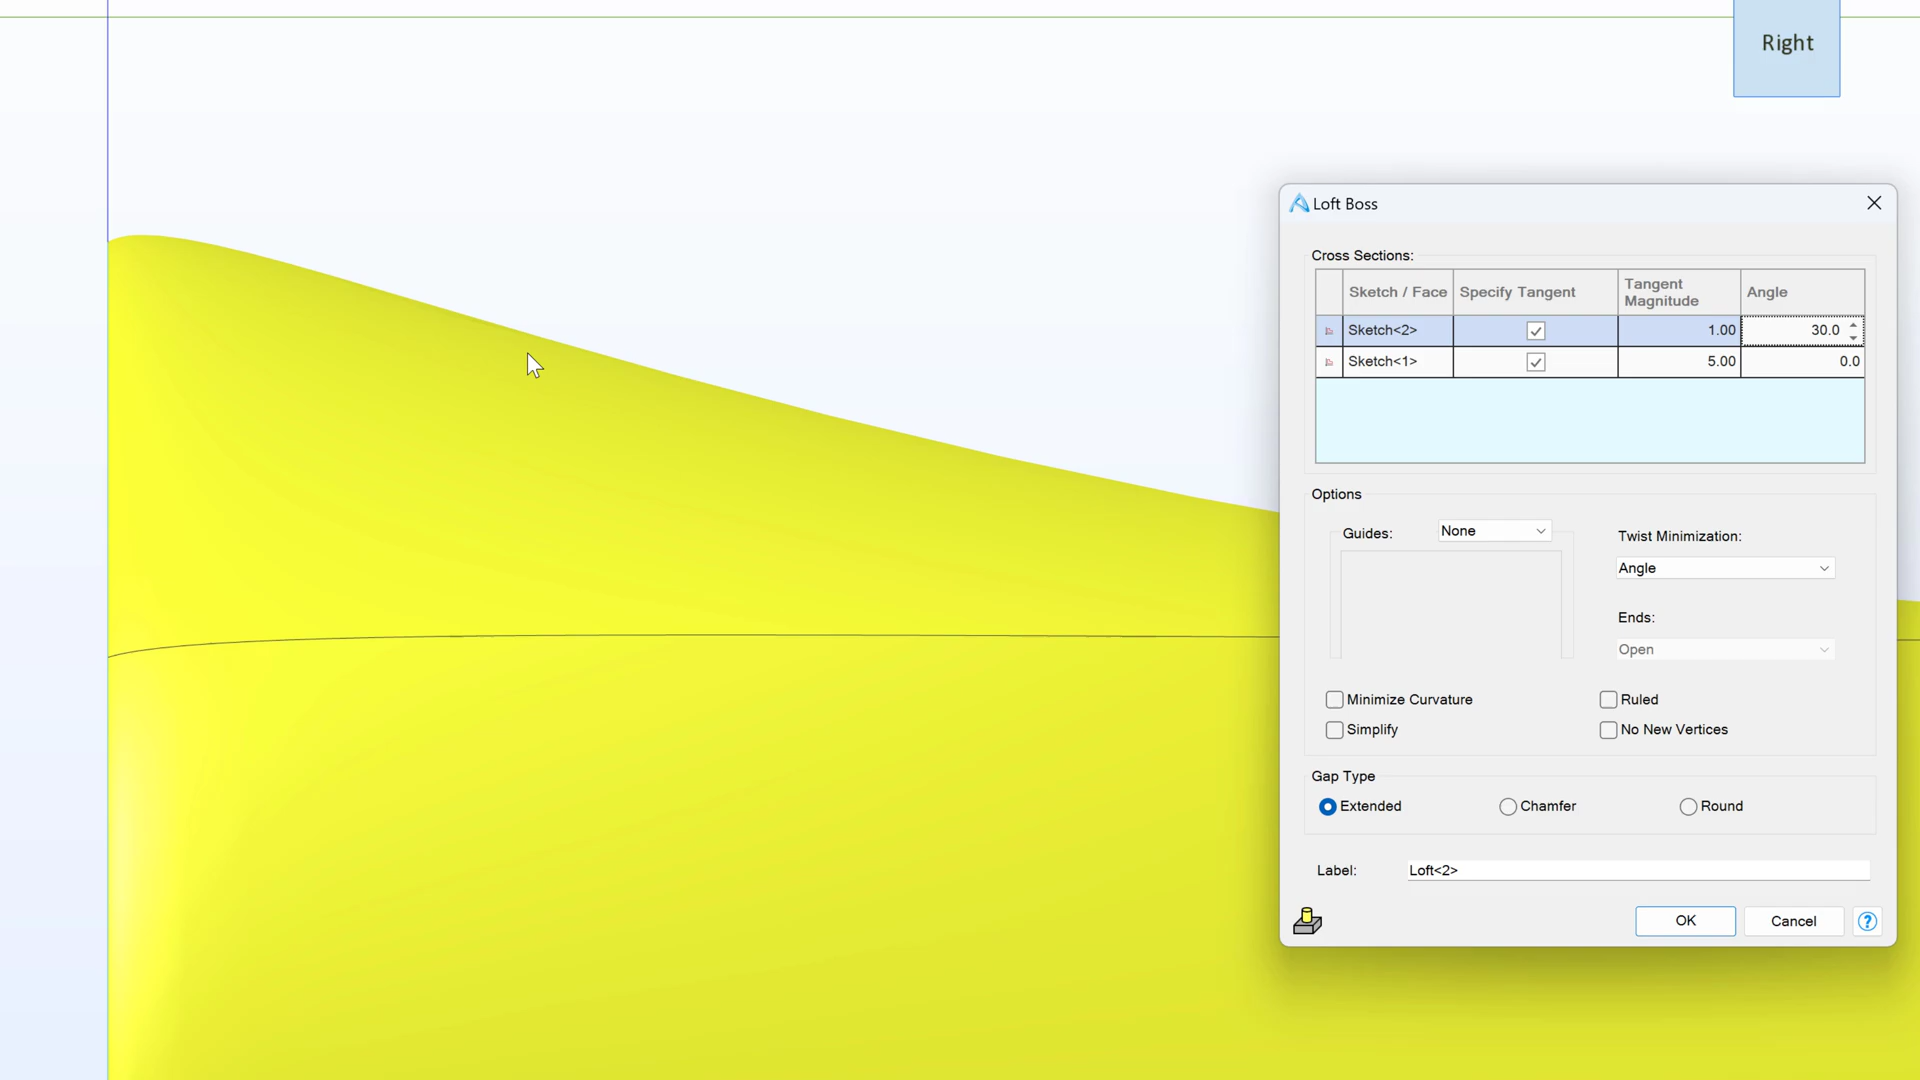 Right
Loft Boss
Cross Sections:
Sketch / Face Specify Tangent Tangent Magnitude Angle
Sketch<2> 1.00 30.0
Sketch<1> 5.00 0.0
Options
Guides: None
Twist Minimization:
Angle
Ends:
Open
Minimize Curvature Ruled
Simplify No New Vertices
Gap Type
Extended Chamfer Round
Label: Loft<2>
OK Cancel ?